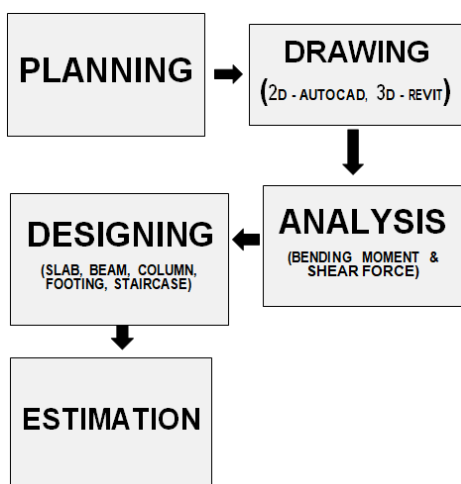 PLANNING
DRAWING
(2D - AUTOCAD, 3D - REVIT)
ANALYSIS
(BENDING MOMENT &
SHEAR FORCE)
DESIGNING
(SLAB, BEAM, COLUMN,
FOOTING, STAIRCASE)
ESTIMATION